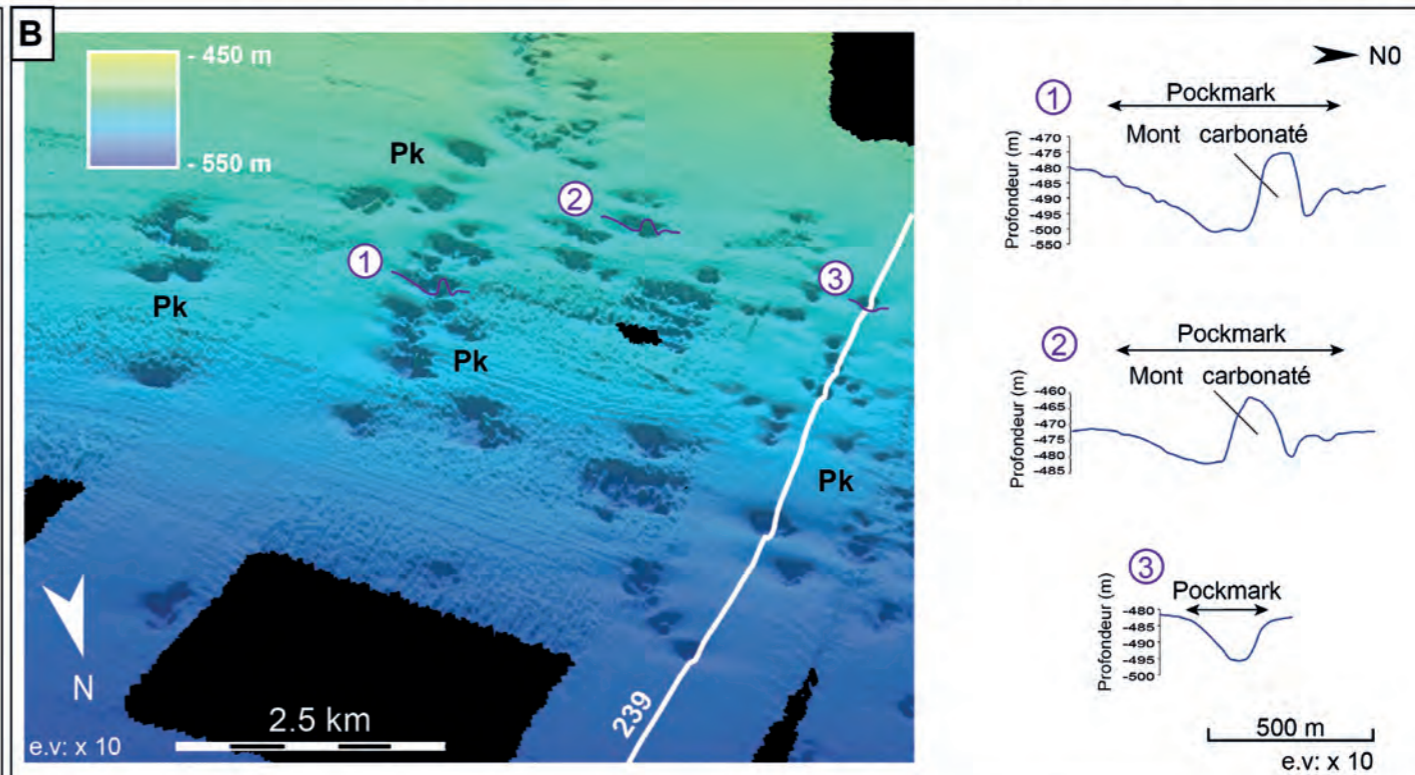 B
- 450 m
- 550 m
Pk
2
1
3
Pk
Pk
Pk
N
2.5 km
239
e.v: x 10
N0
1
Pockmark
Mont carbonaté
Profondeur (m)
-470
-475
-480
-485
-490
-495
-500
-550
2
Pockmark
Mont carbonaté
Profondeur (m)
-460
-465
-470
-475
-480
-485
3
Pockmark
Profondeur (m)
-480
-485
-490
-495
-500
500 m
e.v: x 10